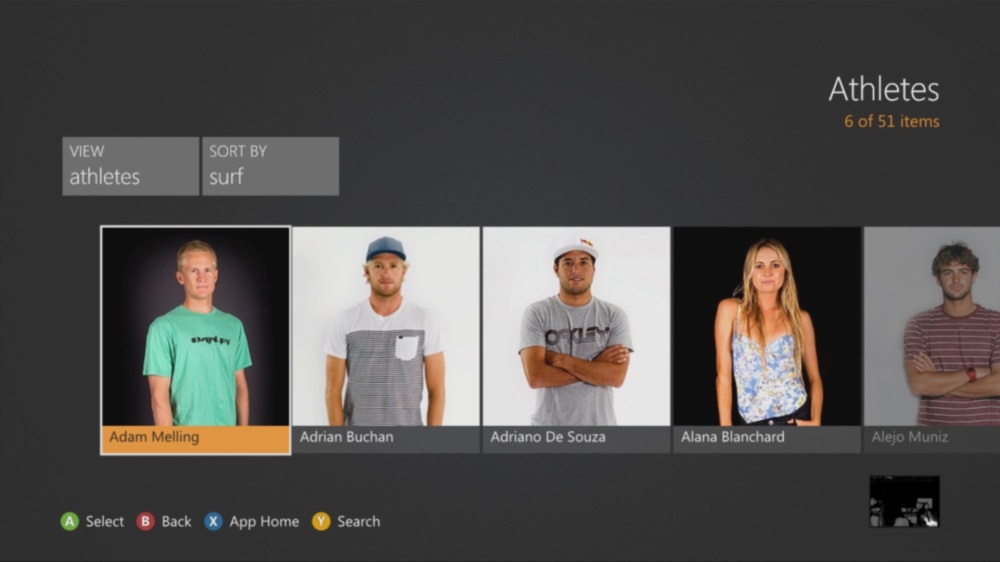 Athletes
6 of 51 items
VIEW
athletes
SORT BY
surf
OAKLEY
OAKLEY
Adam Melling
Adrian Buchan
Adriano De Souza
Alana Blanchard
Alejo Muniz
A Select B Back X App Home Y Search